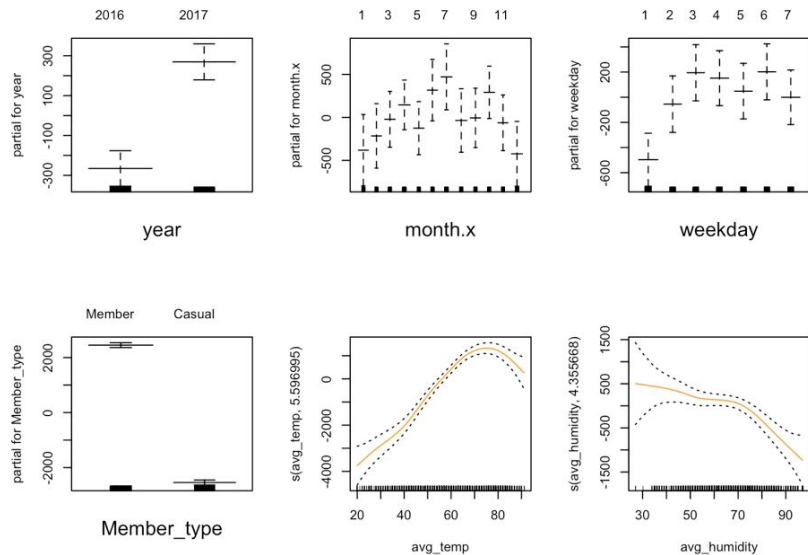 2016 2017
partial for year
300
100
-100
-300
year
1 3 5 7 9 11
partial for month.x
500
0
-500
month.x
1 2 3 4 5 6 7
partial for weekday
200
-200
-600
weekday
Member Casual
partial for Member_type
2000
0
2000
Member_type
s(avg_temp, 5.596995)
0
-2000
-4000
20 40 60 80
avg_temp
s(avg_humidity, 4.355668)
1500
500
-500
-1500
30 50 70 90
avg_humidity